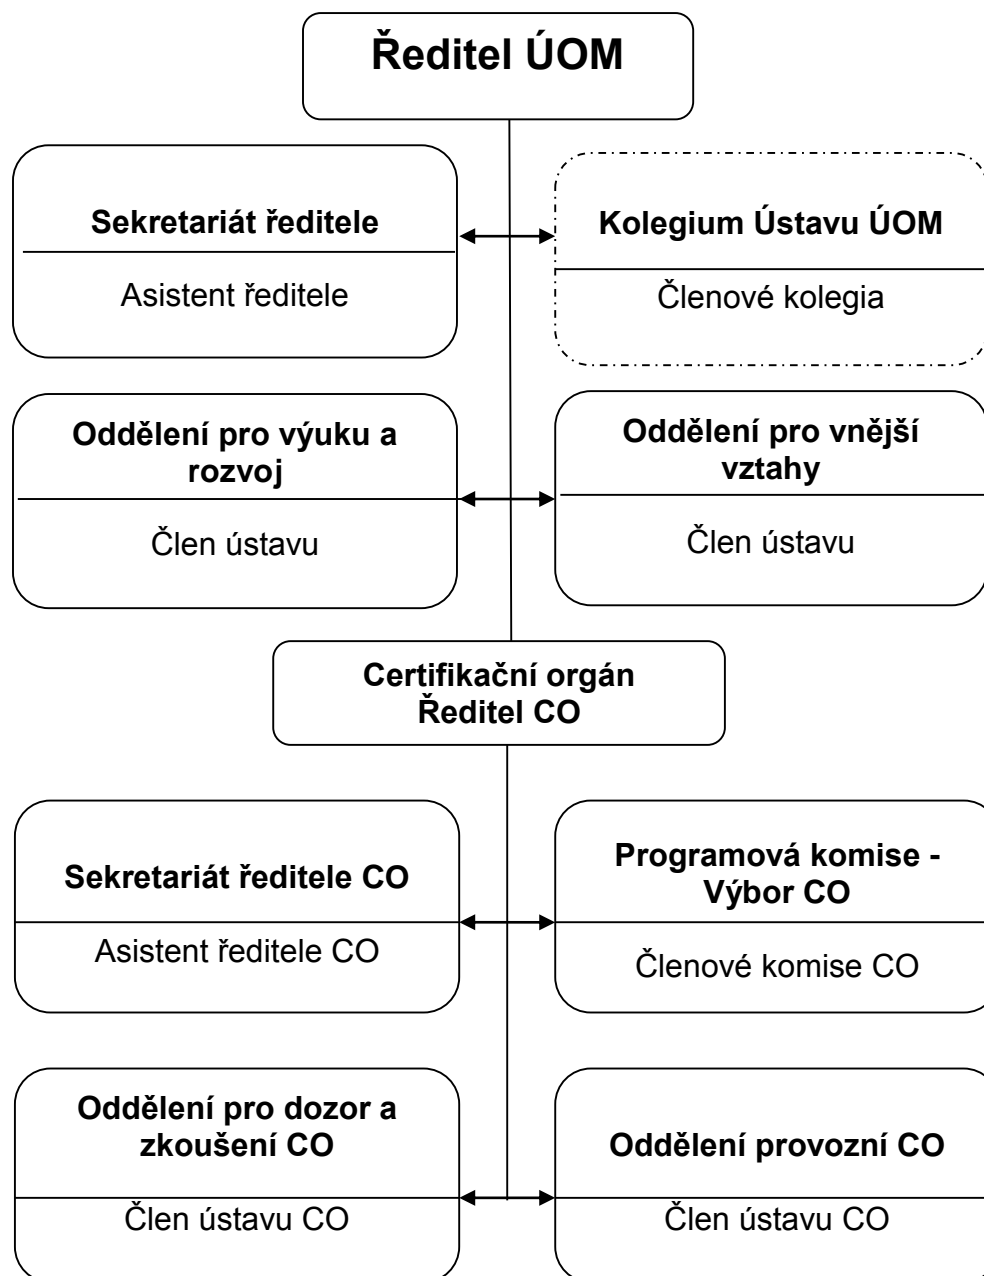 Ředitel ÚOM
Sekretariát ředitele
Asistent ředitele
Kolegium Ústavu ÚOM
Členové kolegia
Oddělení pro výuku a
rozvoj
Člen ústavu
Oddělení pro vnější
vztahy
Člen ústavu
Certifikační orgán
Ředitel CO
Sekretariát ředitele CO
Asistent ředitele CO
Programová komise -
Výbor CO
Členové komise CO
Oddělení pro dozor a
zkoušení CO
Člen ústavu CO
Oddělení provozní CO
Člen ústavu CO